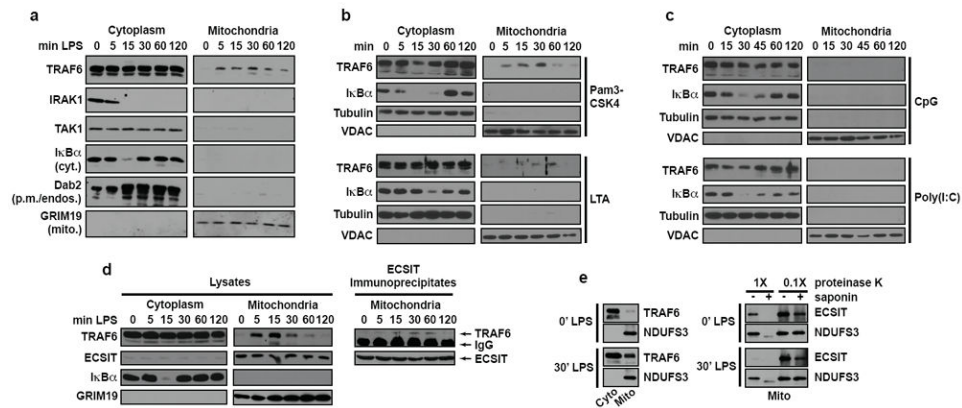 a
Cytoplasm Mitochondria
min LPS 0 5 15 30 60 120 0 5 15 30 60 120
TRAF6
IRAK1
TAK1
IκBα
(cyt.)
Dab2
(p.m./endos.)
GRIM19
(mito.)
b
Cytoplasm Mitochondria
min 0 5 15 30 60 120 0 5 15 30 60 120
TRAF6
IκBα
Tubulin
VDAC
Pam3-
CSK4
TRAF6
IκBα
Tubulin
VDAC
LTA
c
Cytoplasm Mitochondria
min 0 15 30 45 60 120 0 15 30 45 60 120
TRAF6
IκBα
Tubulin
VDAC
CpG
TRAF6
IκBα
Tubulin
VDAC
Poly(I:C)
d
Lysates
Cytoplasm Mitochondria
min LPS 0 5 15 30 60 120 0 5 15 30 60 120
TRAF6
ECSIT
IκBα
GRIM19
ECSIT
Immunoprecipitates
Mitochondria
0 5 15 30 60 120
TRAF6
IgG
ECSIT
e
0' LPS
TRAF6
NDUFS3
30' LPS
TRAF6
NDUFS3
Cyto Mito
1X 0.1X proteinase K
- + - + saponin
0' LPS
ECSIT
NDUFS3
30' LPS
ECSIT
NDUFS3
Mito